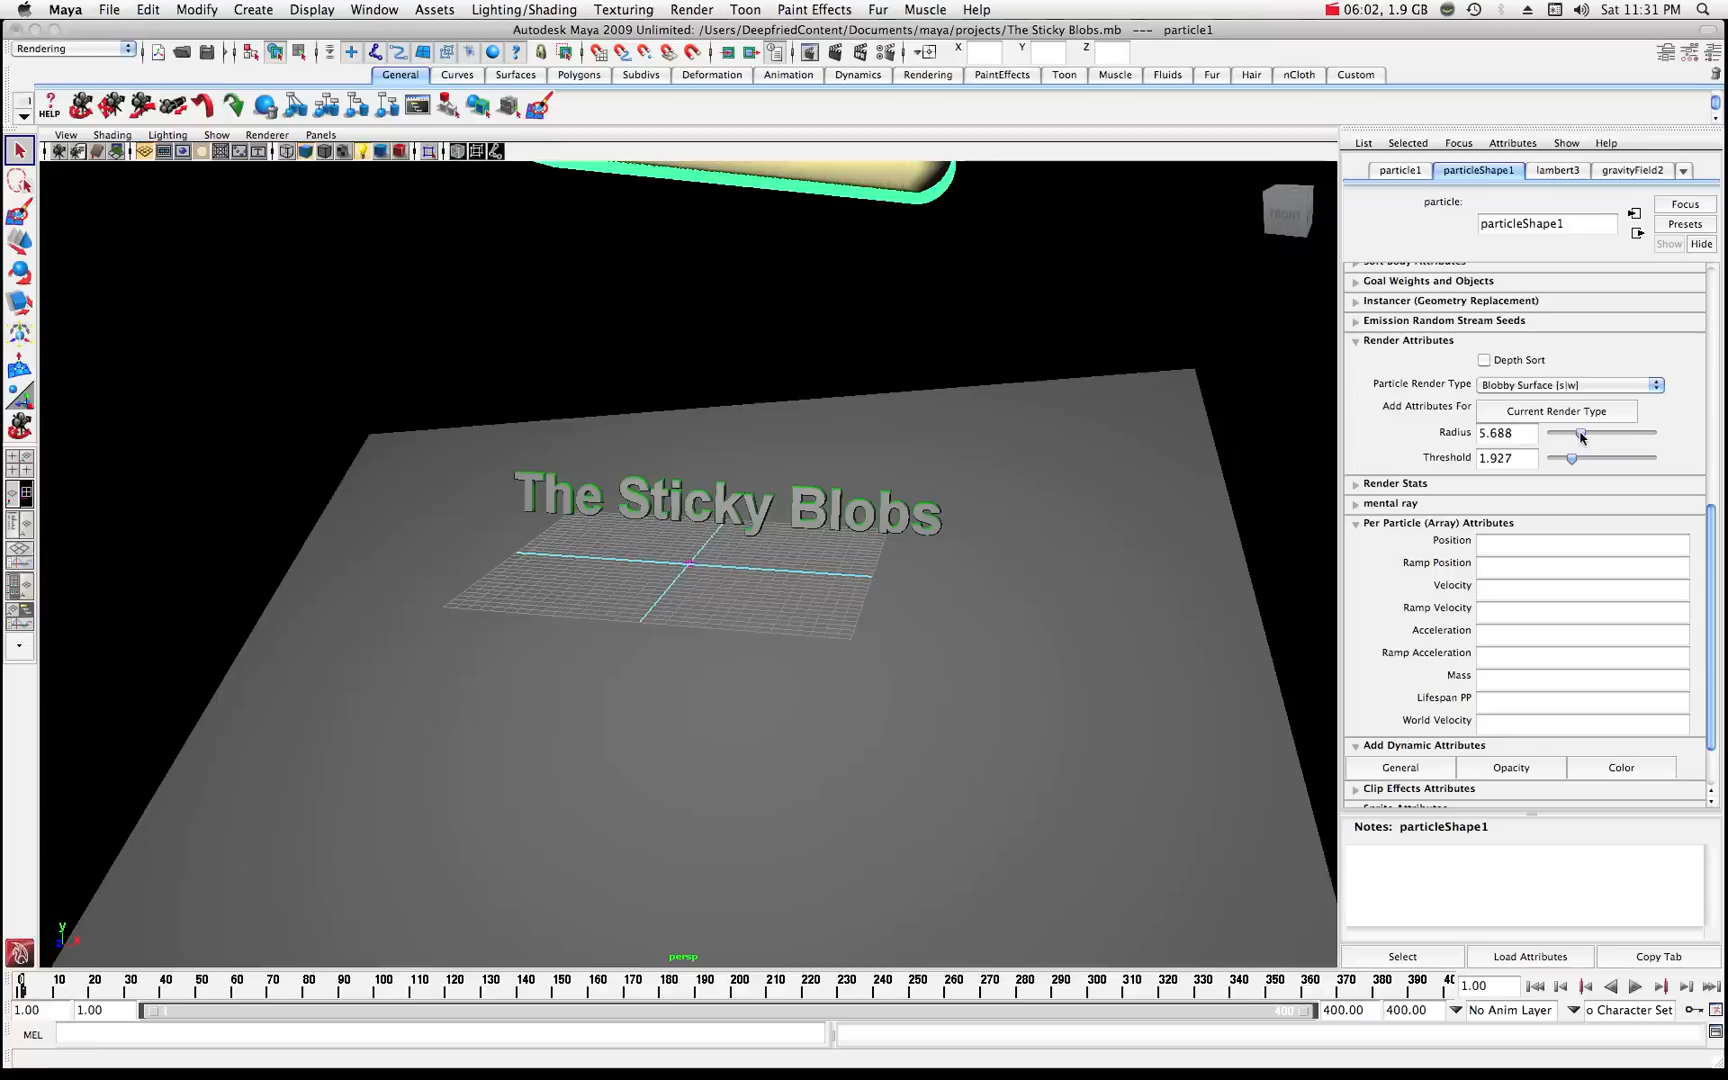 Maya File Edit Modify Create Display Window Assets Lighting/Shading Texturing Render Toon Paint Effects Fur Muscle Help 06:02, 1.9 GB Sat 11:31 PM
Autodesk Maya 2009 Unlimited: /Users/DeepfriedContent/Documents/maya/projects/The Sticky Blobs.mb --- particle1
Rendering X Y Z
General Curves Surfaces Polygons Subdivs Deformation Animation Dynamics Rendering PaintEffects Toon Muscle Fluids Fur Hair nCloth Custom
HELP
View Shading Lighting Show Renderer Panels
List Selected Focus Attributes Show Help
particle1 particleShape1 lambert3 gravityField2
particle: particleShape1
Focus
Presets
Show Hide
FRONT
Goal Weights and Objects
Instancer (Geometry Replacement)
Emission Random Stream Seeds
Render Attributes
Depth Sort
Particle Render Type Blobby Surface [s|w]
Add Attributes For Current Render Type
Radius 5.688
Threshold 1.927
Render Stats
mental ray
Per Particle (Array) Attributes
Position
Ramp Position
Velocity
Ramp Velocity
Acceleration
Ramp Acceleration
Mass
Lifespan PP
World Velocity
Add Dynamic Attributes
General Opacity Color
Clip Effects Attributes
Notes: particleShape1
Select Load Attributes Copy Tab
The Sticky Blobs
y
z x
persp
0 10 20 30 40 50 60 70 80 90 100 110 120 130 140 150 160 170 180 190 200 210 220 230 240 250 260 270 280 290 300 310 320 330 340 350 360 370 380 390 40 1.00
1.00 1.00 1 400 400.00 400.00 No Anim Layer o Character Set
MEL